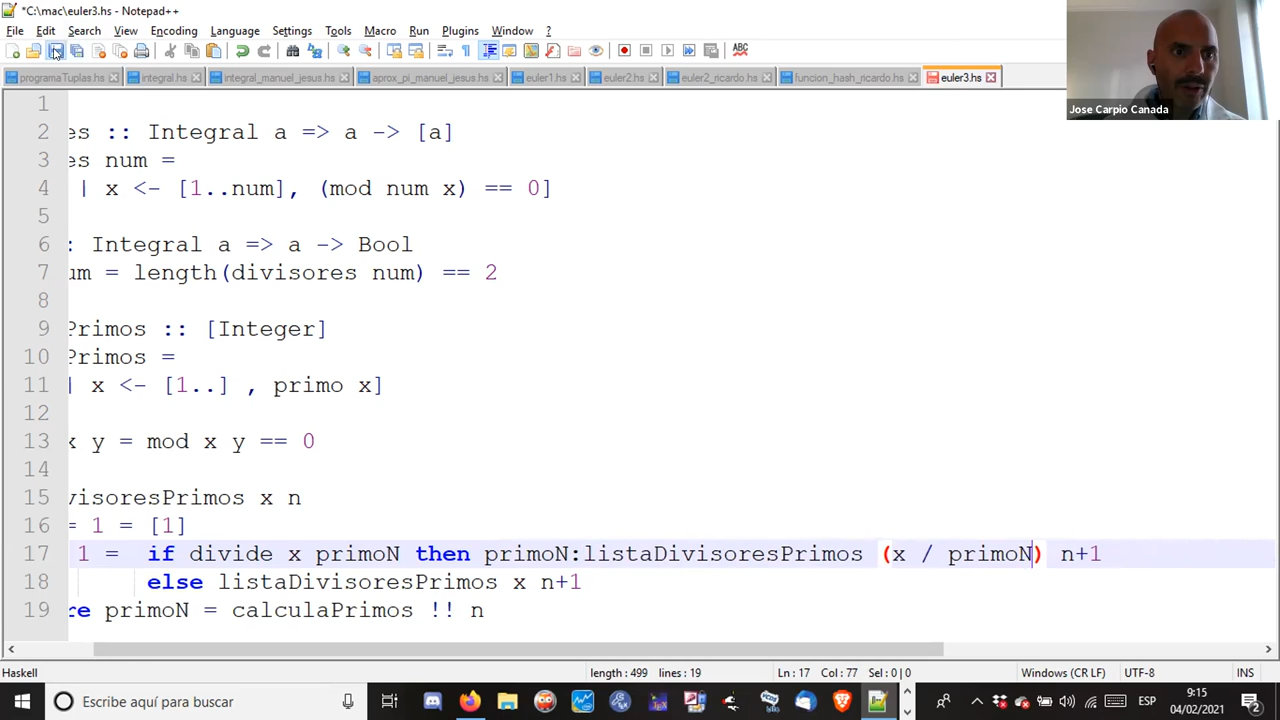 *C:\mac\euler3.hs - Notepad++
File Edit Search View Encoding Language Settings Tools Macro Run Plugins Window ?
programaTuplas.hs integral.hs integral_manuel_jesus.hs aprox_pi_manuel_jesus.hs euler1.hs euler2.hs euler2_ricardo.hs funcion_hash_ricardo.hs euler3.hs
Jose Carpio Canada
1
2 es :: Integral a => a -> [a]
3 es num =
4 | x <- [1..num], (mod num x) == 0]
5
6 : Integral a => a -> Bool
7 um = length(divisores num) == 2
8
9 Primos :: [Integer]
10 Primos =
11 | x <- [1..] , primo x]
12
13 x y = mod x y == 0
14
15 visoresPrimos x n
16 = 1 = [1]
17 1 = if divide x primoN then primoN:listaDivisoresPrimos (x / primoN) n+1
18 else listaDivisoresPrimos x n+1
19 re primoN = calculaPrimos !! n
Haskell length : 499 lines : 19 Ln : 17 Col : 77 Sel : 0 | 0 Windows (CR LF) UTF-8 INS
Escribe aquí para buscar
ESP
9:15
04/02/2021
2